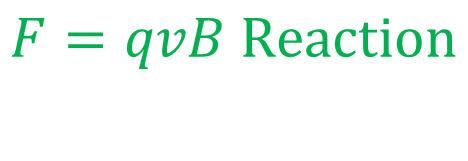 F = qvB Reaction